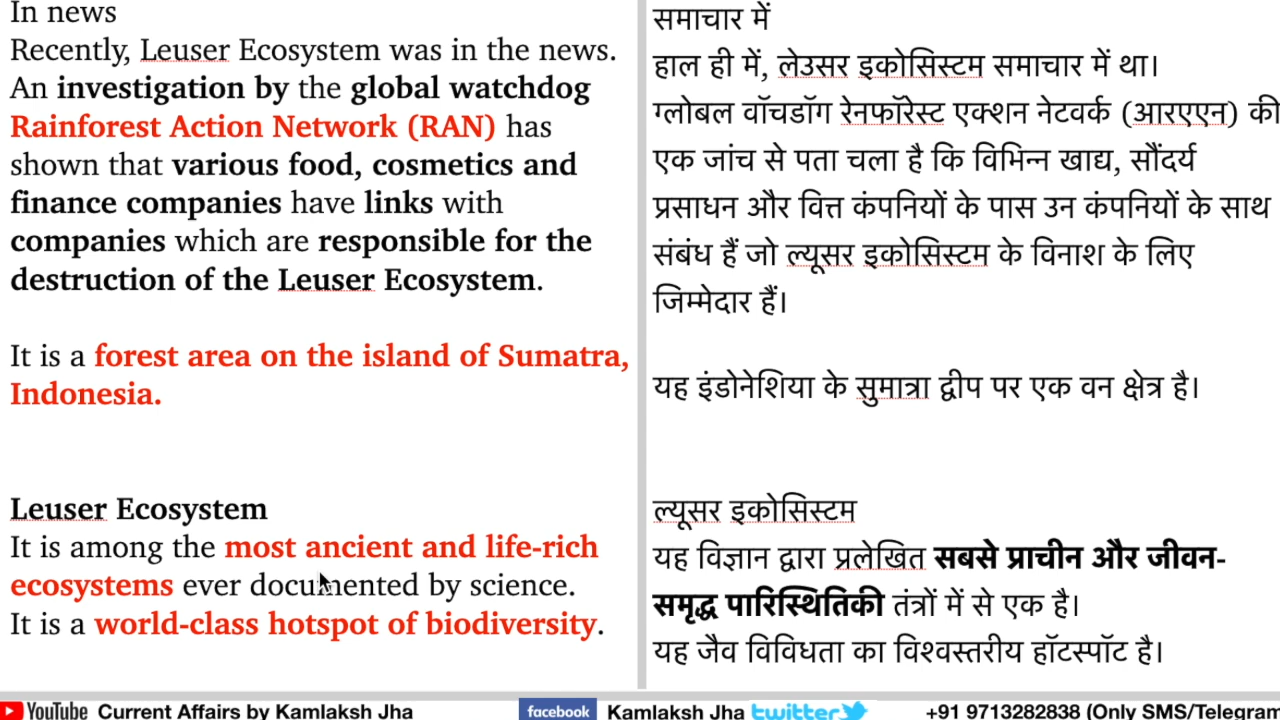 In news
Recently, Leuser Ecosystem was in the news.
An investigation by the global watchdog
Rainforest Action Network (RAN) has
shown that various food, cosmetics and
finance companies have links with
companies which are responsible for the
destruction of the Leuser Ecosystem.
It is a forest area on the island of Sumatra,
Indonesia.
Leuser Ecosystem
It is among the most ancient and life-rich
ecosystems ever documented by science.
It is a world-class hotspot of biodiversity.
समाचार में
हाल ही में, लेउसर इकोसिस्टम समाचार में था।
ग्लोबल वॉचडॉग रेनफॉरेस्ट एक्शन नेटवर्क (आरएएन) की
एक जांच से पता चला है कि विभिन्न खाद्य, सौंदर्य
प्रसाधन और वित्त कंपनियों के पास उन कंपनियों के साथ
संबंध हैं जो ल्यूसर इकोसिस्टम के विनाश के लिए
जिम्मेदार हैं।
यह इंडोनेशिया के सुमात्रा द्वीप पर एक वन क्षेत्र है।
ल्यूसर इकोसिस्टम
यह विज्ञान द्वारा प्रलेखित सबसे प्राचीन और जीवन-
समृद्ध पारिस्थितिकी तंत्रों में से एक है।
यह जैव विविधता का विश्वस्तरीय हॉटस्पॉट है।
YouTube Current Affairs by Kamlaksh Jha facebook Kamlaksh Jha twitter +91 9713282838 (Only SMS/Telegram